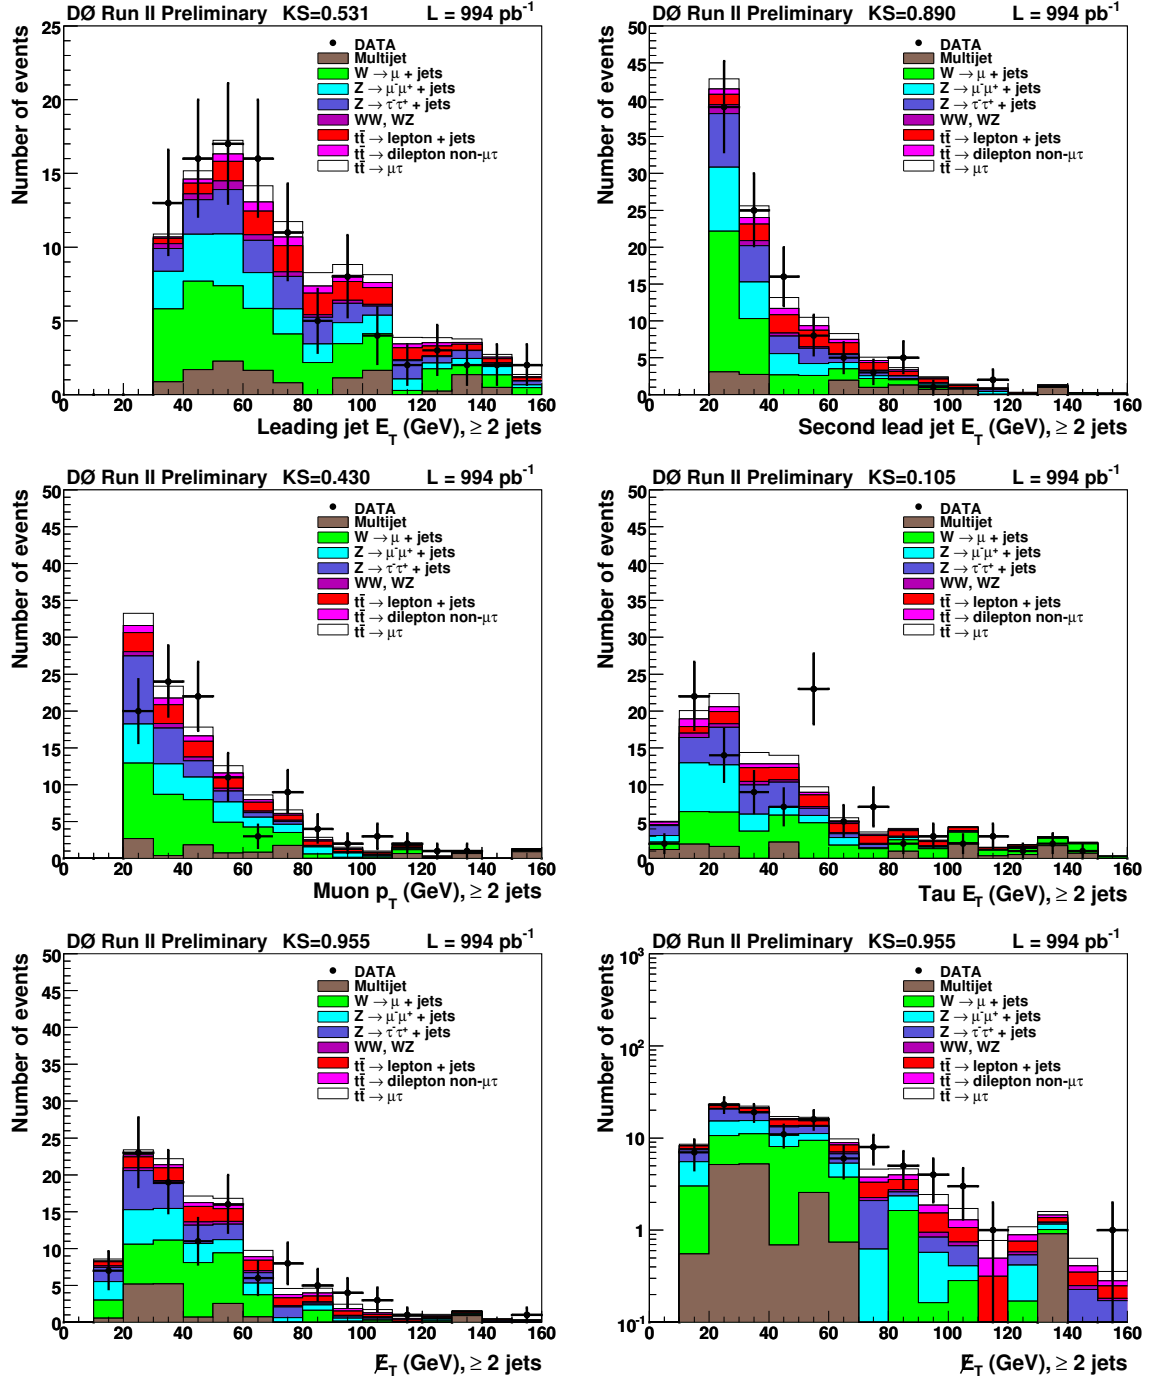 DØ Run II Preliminary KS=0.531 L = 994 pb-1
Number of events
25
20
15
10
5
0
DATA
Multijet
W → μ + jets
Z → μ-μ+ + jets
Z → τ-τ+ + jets
WW, WZ
tt̄ → lepton + jets
tt̄ → dilepton non-μτ
tt̄ → μτ
0 20 40 60 80 100 120 140 160
Leading jet E_T (GeV), ≥ 2 jets
DØ Run II Preliminary KS=0.890 L = 994 pb-1
Number of events
50
45
40
35
30
25
20
15
10
5
0
DATA
Multijet
W → μ + jets
Z → μ-μ+ + jets
Z → τ-τ+ + jets
WW, WZ
tt̄ → lepton + jets
tt̄ → dilepton non-μτ
tt̄ → μτ
0 20 40 60 80 100 120 140 160
Second lead jet E_T (GeV), ≥ 2 jets
DØ Run II Preliminary KS=0.430 L = 994 pb-1
Number of events
50
45
40
35
30
25
20
15
10
5
0
DATA
Multijet
W → μ + jets
Z → μ-μ+ + jets
Z → τ-τ+ + jets
WW, WZ
tt̄ → lepton + jets
tt̄ → dilepton non-μτ
tt̄ → μτ
0 20 40 60 80 100 120 140 160
Muon p_T (GeV), ≥ 2 jets
DØ Run II Preliminary KS=0.105 L = 994 pb-1
Number of events
50
45
40
35
30
25
20
15
10
5
0
DATA
Multijet
W → μ + jets
Z → μ-μ+ + jets
Z → τ-τ+ + jets
WW, WZ
tt̄ → lepton + jets
tt̄ → dilepton non-μτ
tt̄ → μτ
0 20 40 60 80 100 120 140 160
Tau E_T (GeV), ≥ 2 jets
DØ Run II Preliminary KS=0.955 L = 994 pb-1
Number of events
50
45
40
35
30
25
20
15
10
5
0
DATA
Multijet
W → μ + jets
Z → μ-μ+ + jets
Z → τ-τ+ + jets
WW, WZ
tt̄ → lepton + jets
tt̄ → dilepton non-μτ
tt̄ → μτ
0 20 40 60 80 100 120 140 160
E̸_T (GeV), ≥ 2 jets
DØ Run II Preliminary KS=0.955 L = 994 pb-1
Number of events
10^3
10^2
10
1
10^-1
DATA
Multijet
W → μ + jets
Z → μ-μ+ + jets
Z → τ-τ+ + jets
WW, WZ
tt̄ → lepton + jets
tt̄ → dilepton non-μτ
tt̄ → μτ
0 20 40 60 80 100 120 140 160
E̸_T (GeV), ≥ 2 jets